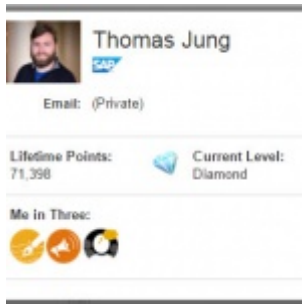 Thomas Jung
SAP
Email: (Private)
Lifetime Points: Current Level:
71,398 Diamond
Me in Three: